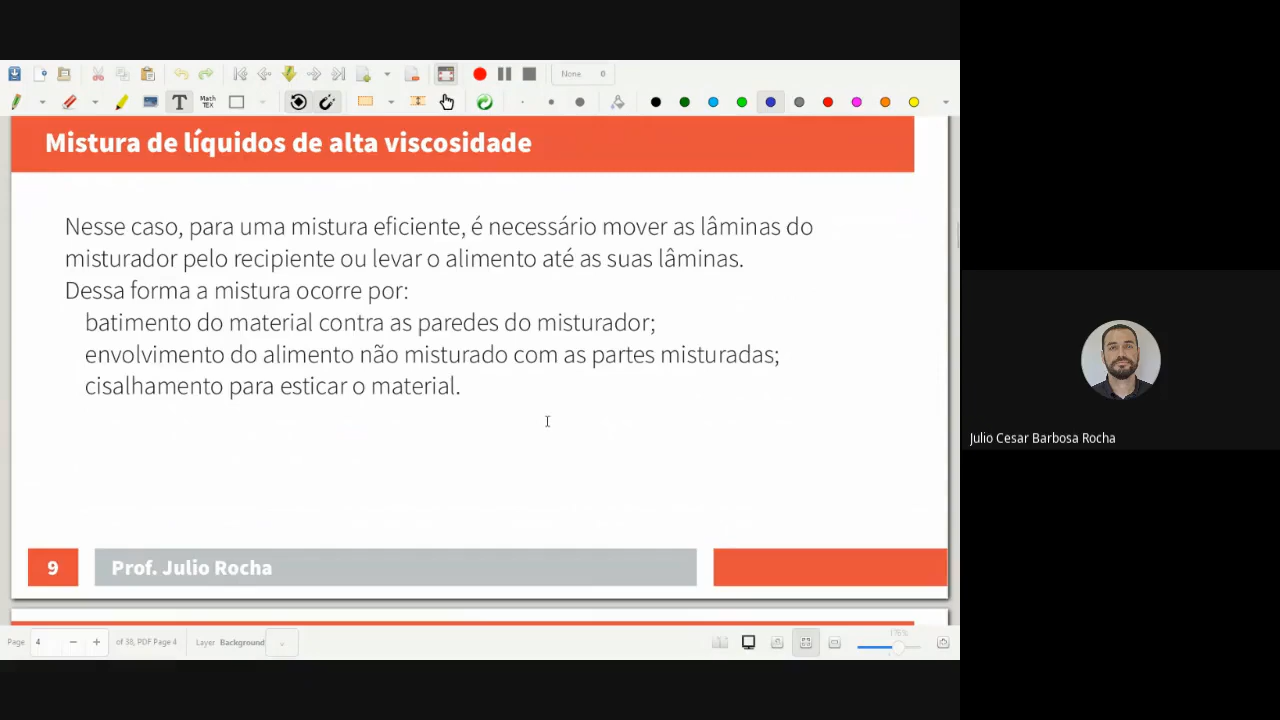 None 0
Math
TEX
Mistura de líquidos de alta viscosidade
Nesse caso, para uma mistura eficiente, é necessário mover as lâminas do
misturador pelo recipiente ou levar o alimento até as suas lâminas.
Dessa forma a mistura ocorre por:
batimento do material contra as paredes do misturador;
envolvimento do alimento não misturado com as partes misturadas;
cisalhamento para esticar o material.
Julio Cesar Barbosa Rocha
9 Prof. Julio Rocha
Page 4 of 38, PDF Page 4 Layer Background 175%